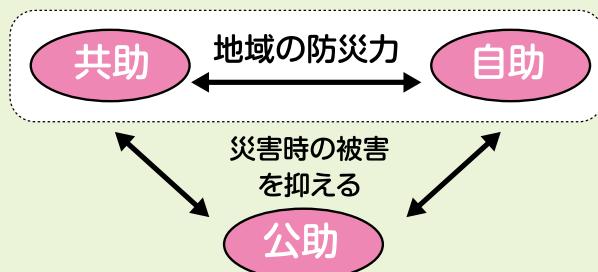 共助
地域の防災力
自助
災害時の被害
を抑える
公助